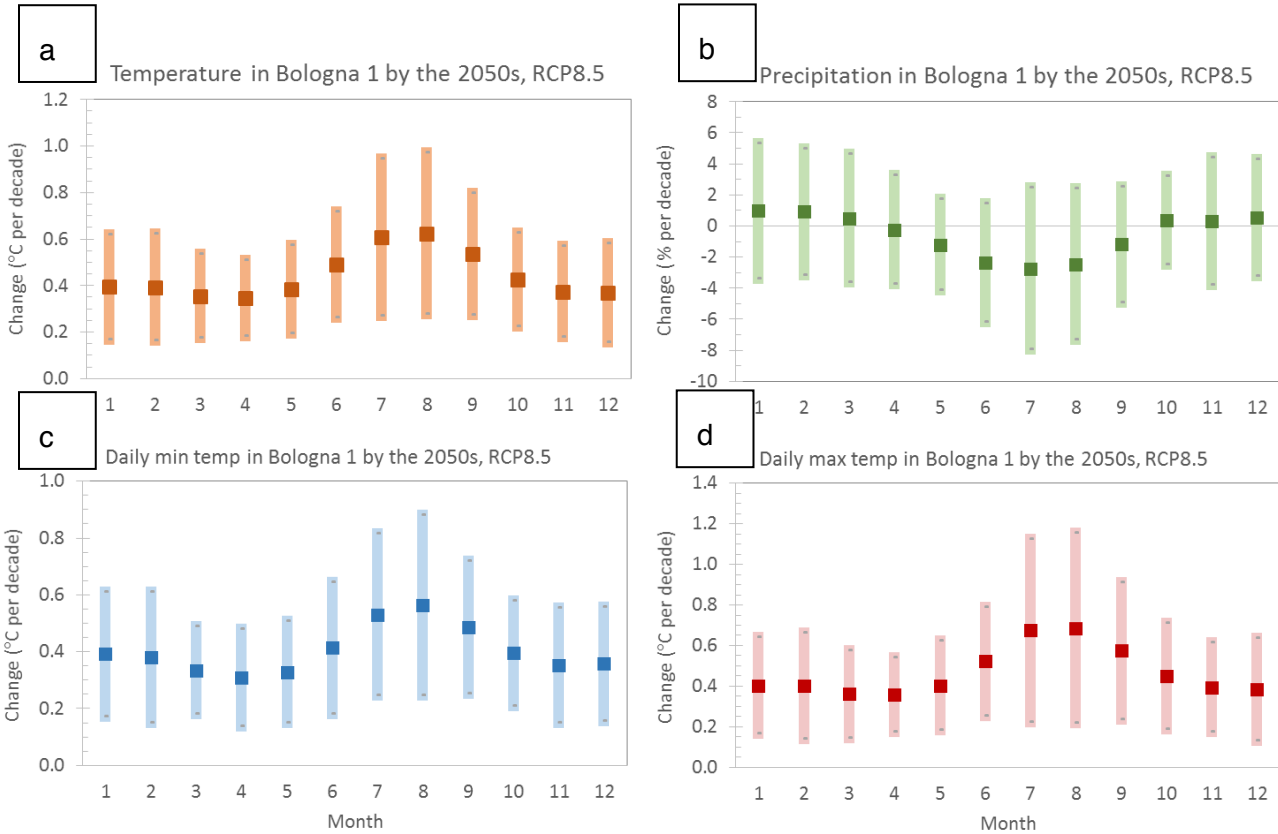 a
Temperature in Bologna 1 by the 2050s, RCP8.5
Change (°C per decade)
1.2
1.0
0.8
0.6
0.4
0.2
0.0
1 2 3 4 5 6 7 8 9 10 11 12
b
Precipitation in Bologna 1 by the 2050s, RCP8.5
Change (% per decade)
8
6
4
2
0
-2
-4
-6
-8
-10
1 2 3 4 5 6 7 8 9 10 11 12
c
Daily min temp in Bologna 1 by the 2050s, RCP8.5
Change (°C per decade)
1.0
0.8
0.6
0.4
0.2
0.0
1 2 3 4 5 6 7 8 9 10 11 12
Month
d
Daily max temp in Bologna 1 by the 2050s, RCP8.5
Change (°C per decade)
1.4
1.2
1.0
0.8
0.6
0.4
0.2
0.0
1 2 3 4 5 6 7 8 9 10 11 12
Month